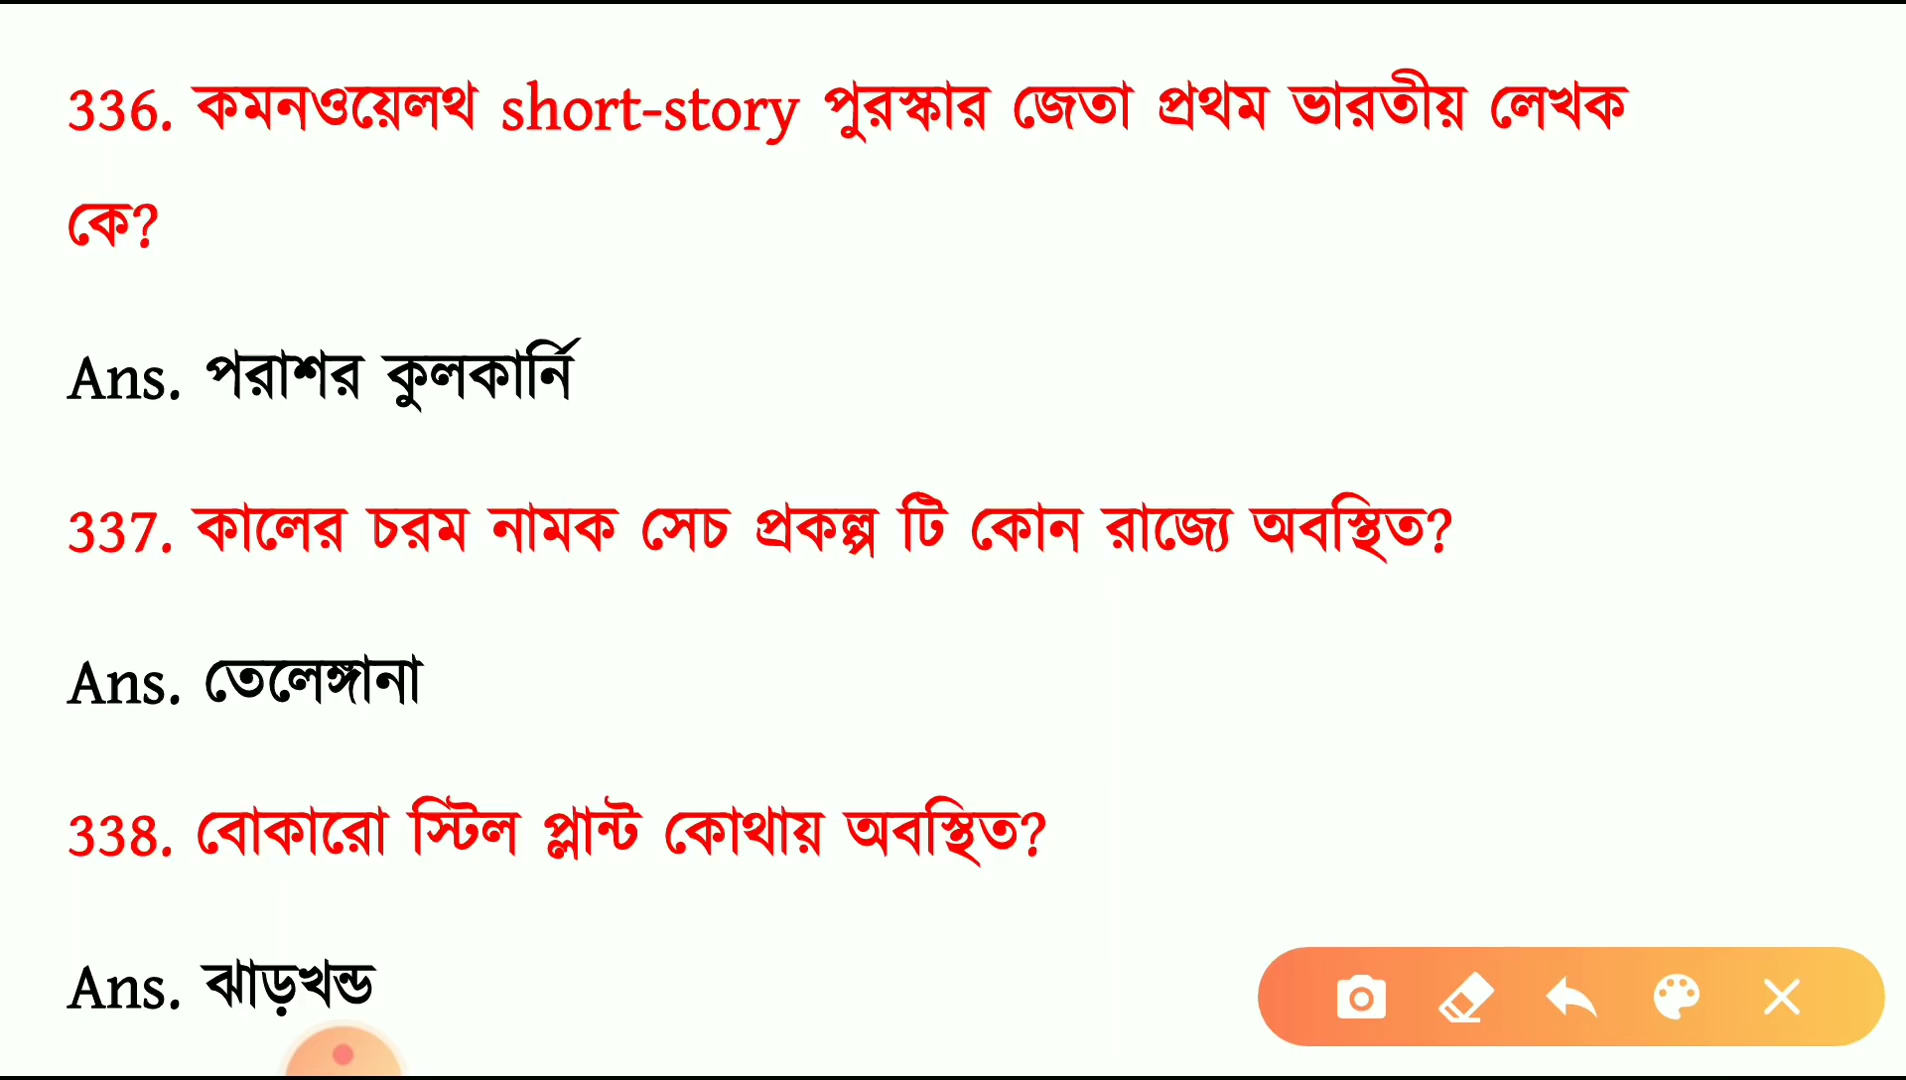 336. কমনওয়েলথ short-story পুরস্কার জেতা প্রথম ভারতীয় লেখক
কে?
Ans. পরাশর কুলকার্নি
337. কালের চরম নামক সেচ প্রকল্প টি কোন রাজ্যে অবস্থিত?
Ans. তেলেঙ্গানা
338. বোকারো স্টিল প্লান্ট কোথায় অবস্থিত?
Ans. ঝাড়খন্ড